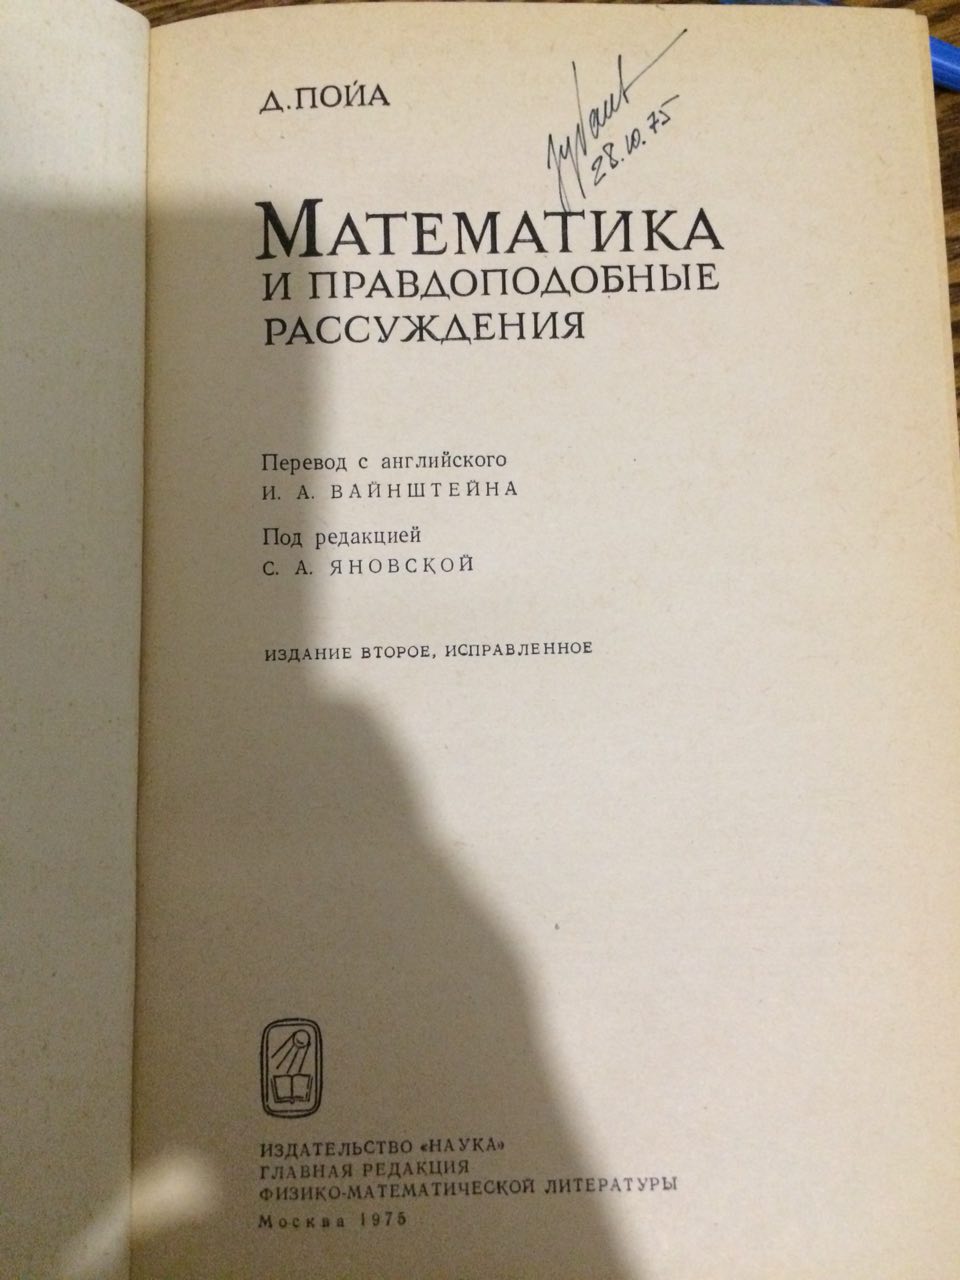 Д. ПОЙА
28.10.75
МАТЕМАТИКА
И ПРАВДОПОДОБНЫЕ
РАССУЖДЕНИЯ
Перевод с английского
И. А. ВАЙНШТЕЙНА
Под редакцией
С. А. ЯНОВСКОЙ
ИЗДАНИЕ ВТОРОЕ, ИСПРАВЛЕННОЕ
ИЗДАТЕЛЬСТВО «НАУКА»
ГЛАВНАЯ РЕДАКЦИЯ
ФИЗИКО-МАТЕМАТИЧЕСКОЙ ЛИТЕРАТУРЫ
Москва 1975